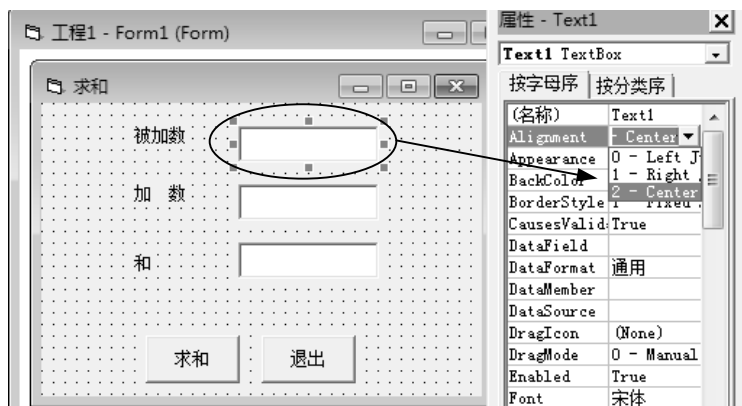 工程1 - Form1 (Form)
求和
被加数
加 数
和
求和
退出
属性 - Text1
Text1 TextBox
按字母序 按分类序
(名称) Text1
Alignment - Center
Appearance 0 - Left J
BackColor 1 - Right
2 - Center
BorderStyle 1 - Fixed
CausesValid True
DataField
DataFormat 通用
DataMember
DataSource
DragIcon (None)
DragMode 0 - Manual
Enabled True
Font 宋体